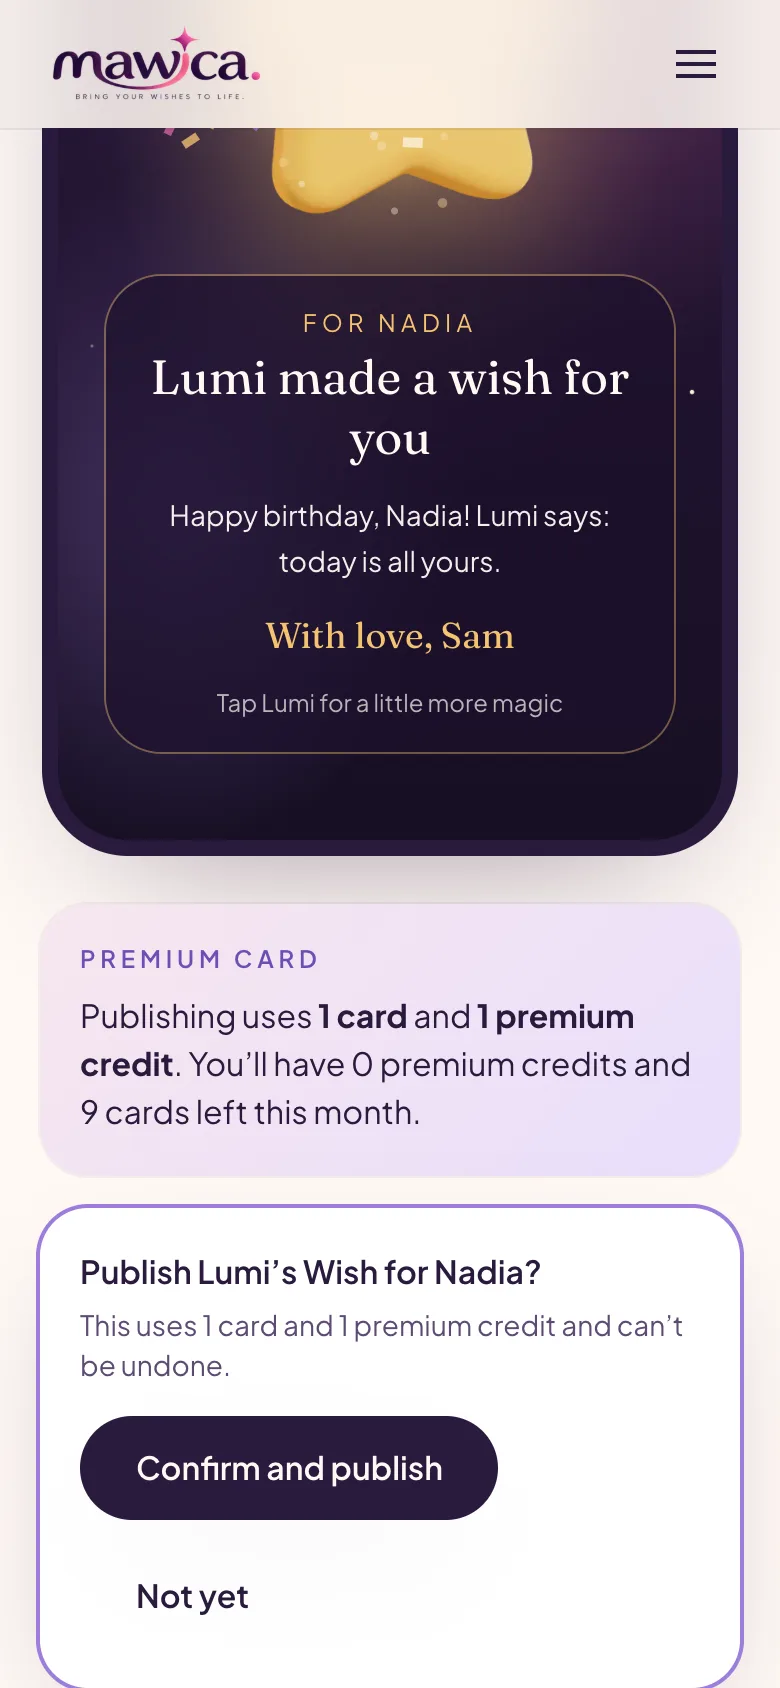 mawica.
BRING YOUR WISHES TO LIFE.
FOR NADIA
Lumi made a wish for
you
Happy birthday, Nadia! Lumi says:
today is all yours.
With love, Sam
Tap Lumi for a little more magic
PREMIUM CARD
Publishing uses 1 card and 1 premium
credit. You’ll have 0 premium credits and
9 cards left this month.
Publish Lumi’s Wish for Nadia?
This uses 1 card and 1 premium credit and can’t
be undone.
Confirm and publish
Not yet